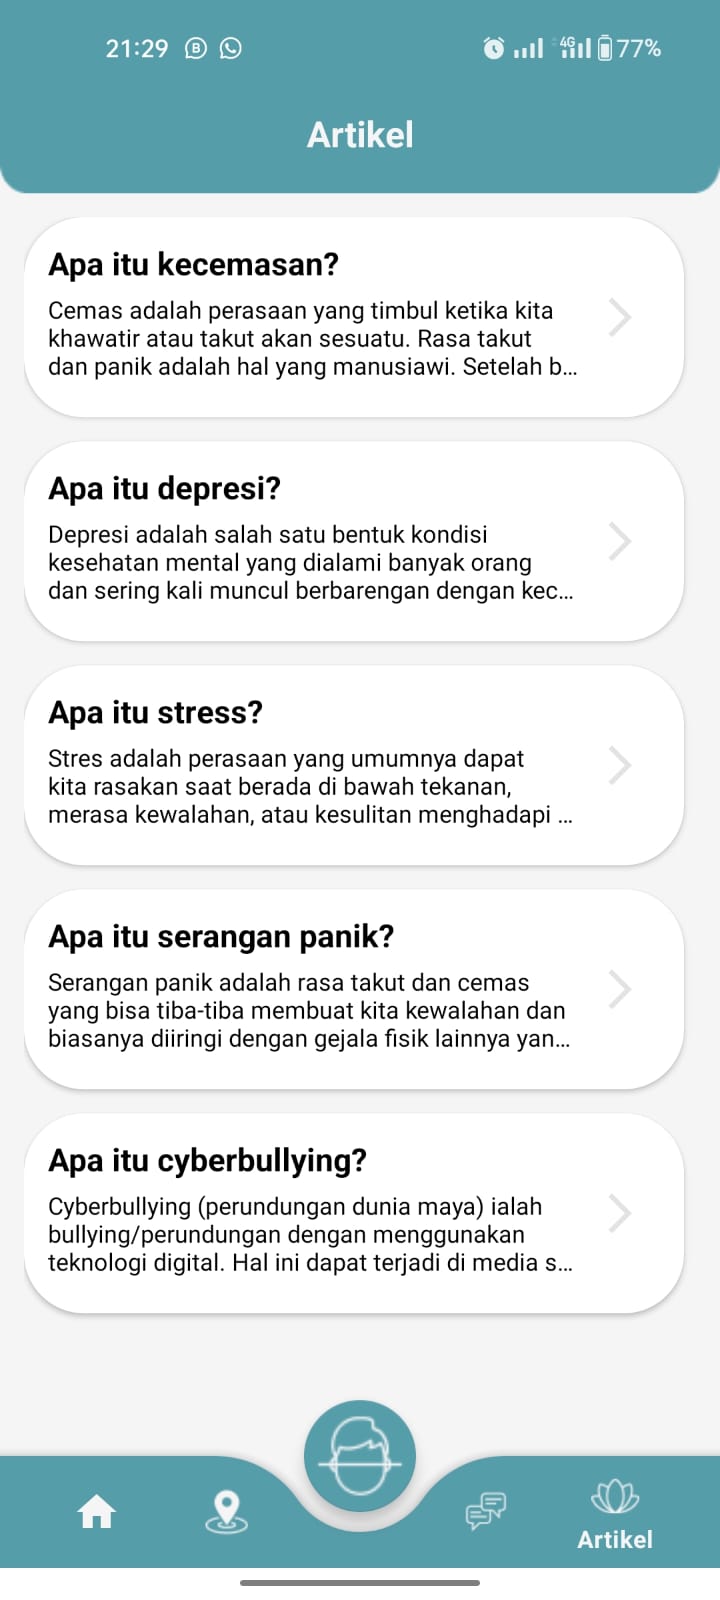 21:29
4G
77%
Artikel
Apa itu kecemasan?
Cemas adalah perasaan yang timbul ketika kita
khawatir atau takut akan sesuatu. Rasa takut
dan panik adalah hal yang manusiawi. Setelah b...
Apa itu depresi?
Depresi adalah salah satu bentuk kondisi
kesehatan mental yang dialami banyak orang
dan sering kali muncul berbarengan dengan kec...
Apa itu stress?
Stres adalah perasaan yang umumnya dapat
kita rasakan saat berada di bawah tekanan,
merasa kewalahan, atau kesulitan menghadapi ...
Apa itu serangan panik?
Serangan panik adalah rasa takut dan cemas
yang bisa tiba-tiba membuat kita kewalahan dan
biasanya diiringi dengan gejala fisik lainnya yan...
Apa itu cyberbullying?
Cyberbullying (perundungan dunia maya) ialah
bullying/perundungan dengan menggunakan
teknologi digital. Hal ini dapat terjadi di media s...
Artikel